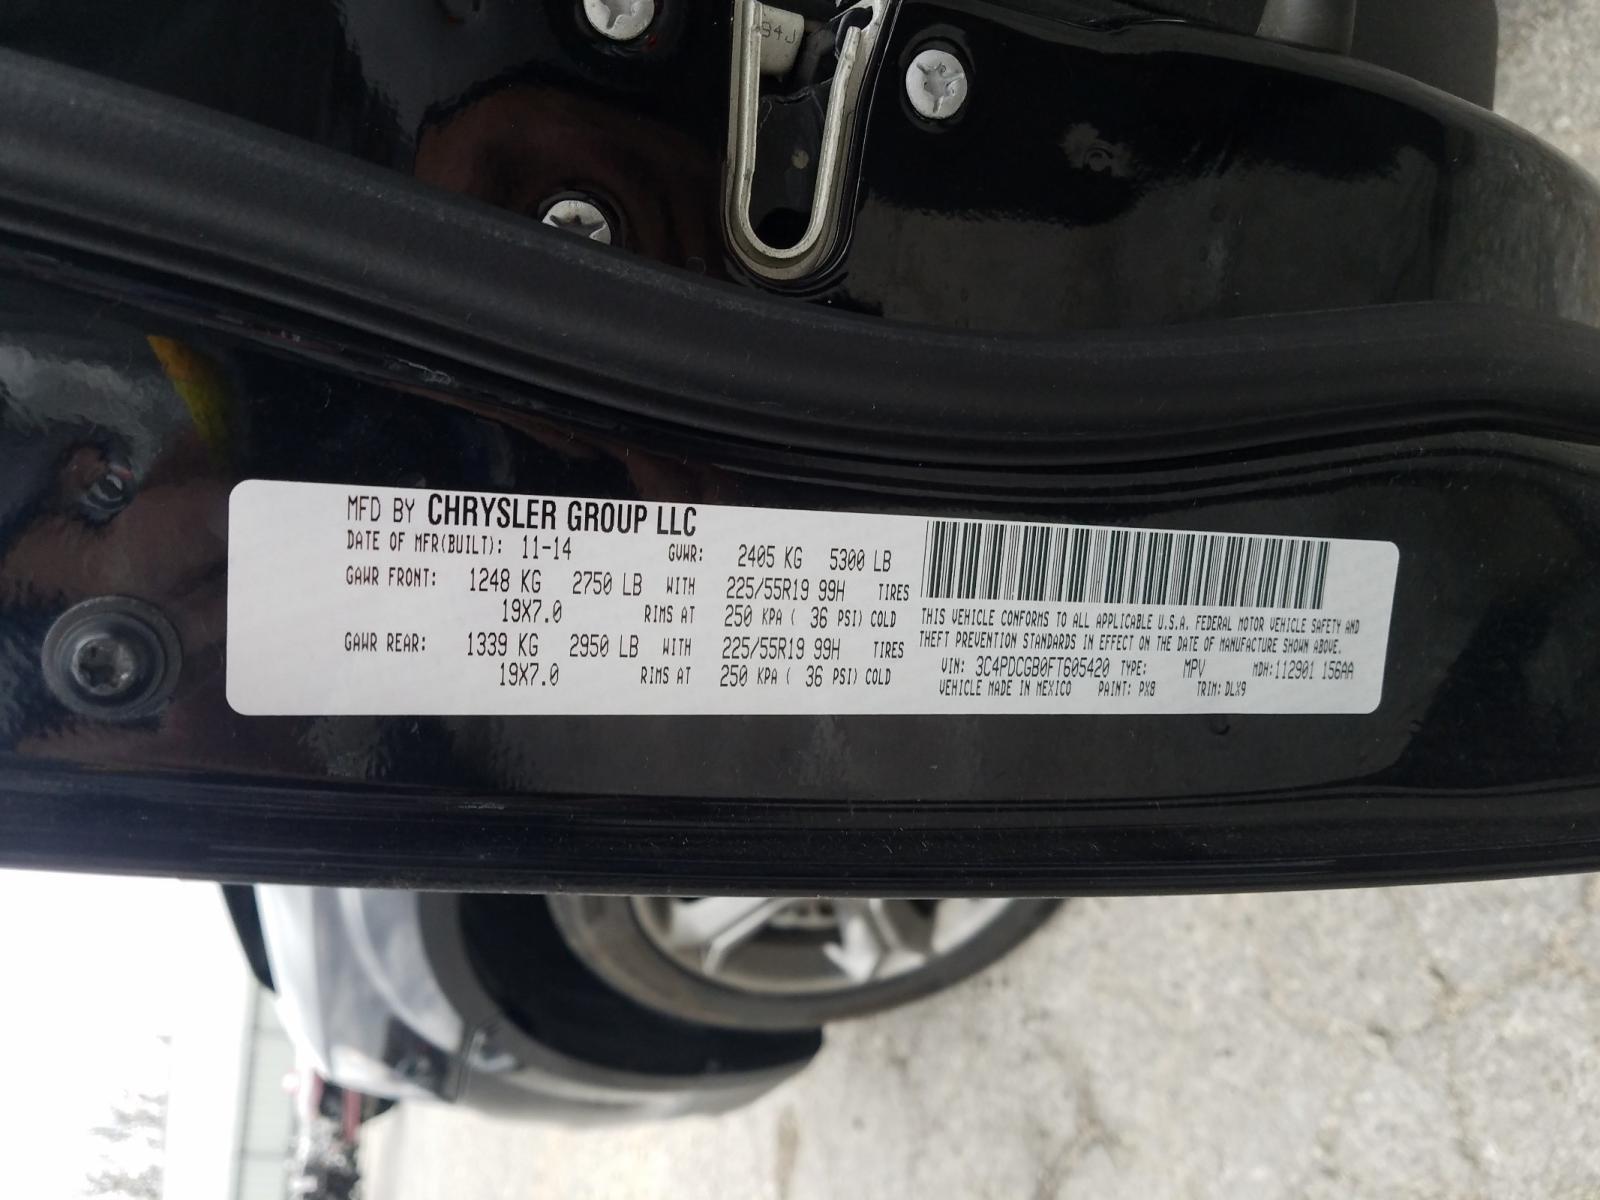 94J
MFD BY CHRYSLER GROUP LLC
DATE OF MFR(BUILT): 11-14 GVWR: 2405 KG 5300 LB
GAWR FRONT: 1248 KG 2750 LB WITH 225/55R19 99H TIRES
19X7.0 RIMS AT 250 KPA ( 36 PSI) COLD
GAWR REAR: 1339 KG 2950 LB WITH 225/55R19 99H TIRES
19X7.0 RIMS AT 250 KPA ( 36 PSI) COLD
THIS VEHICLE CONFORMS TO ALL APPLICABLE U.S.A. FEDERAL MOTOR VEHICLE SAFETY AND
THEFT PREVENTION STANDARDS IN EFFECT ON THE DATE OF MANUFACTURE SHOWN ABOVE.
VIN: 3C4PDCGB0FT605420 TYPE: MPV MDH:112901 156AA
VEHICLE MADE IN MEXICO PAINT: PX8 TRIM: DLX9